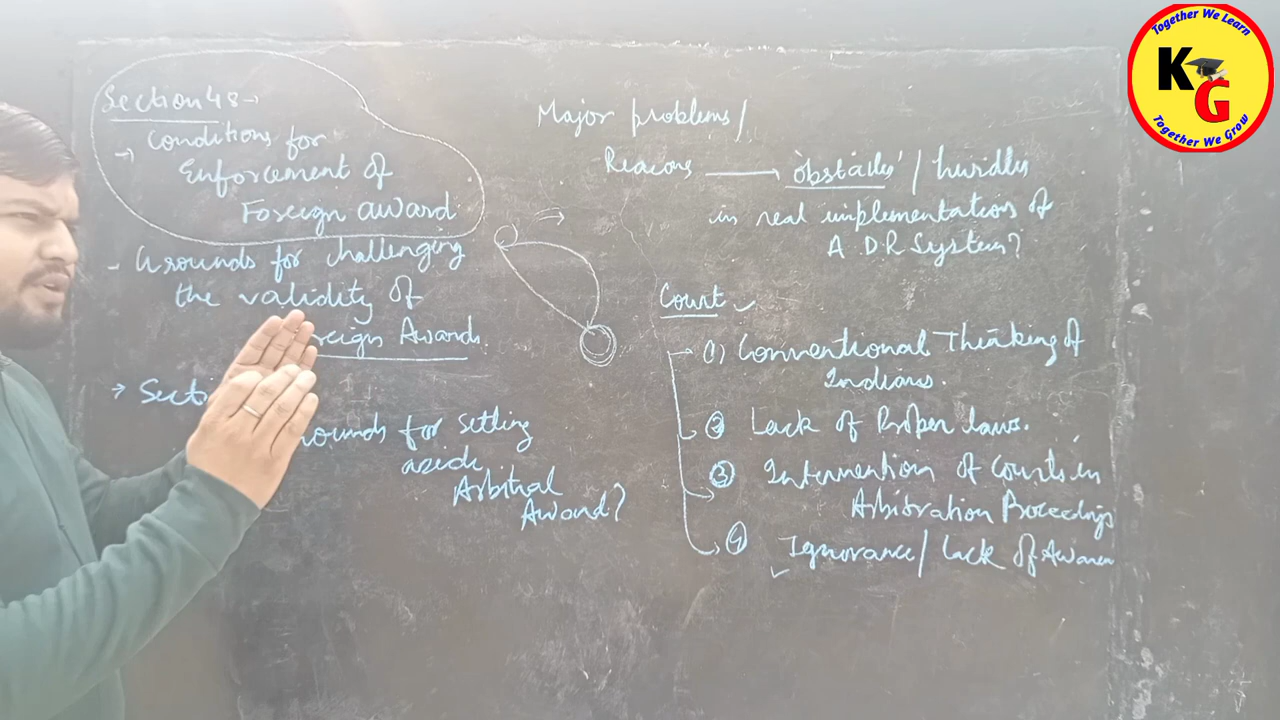 Section 48→
→ Conditions for
Enforcement of
Foreign award
- Grounds for challenging
the validity of
reign Awards.
→ Secti
rounds for setting
aside
Arbitral
Award?
Major problems/
Reasons → 'obstacles' / hurdles
in real implementation of
A.D.R System?
Court ✓
(1) Conventional Thinking of
Indians.
② Lack of Proper laws.
③ Intervention of Courts in
Arbitration Proceedings
④ Ignorance / Lack of Awaren
Together We Learn
KG
Together We Grow